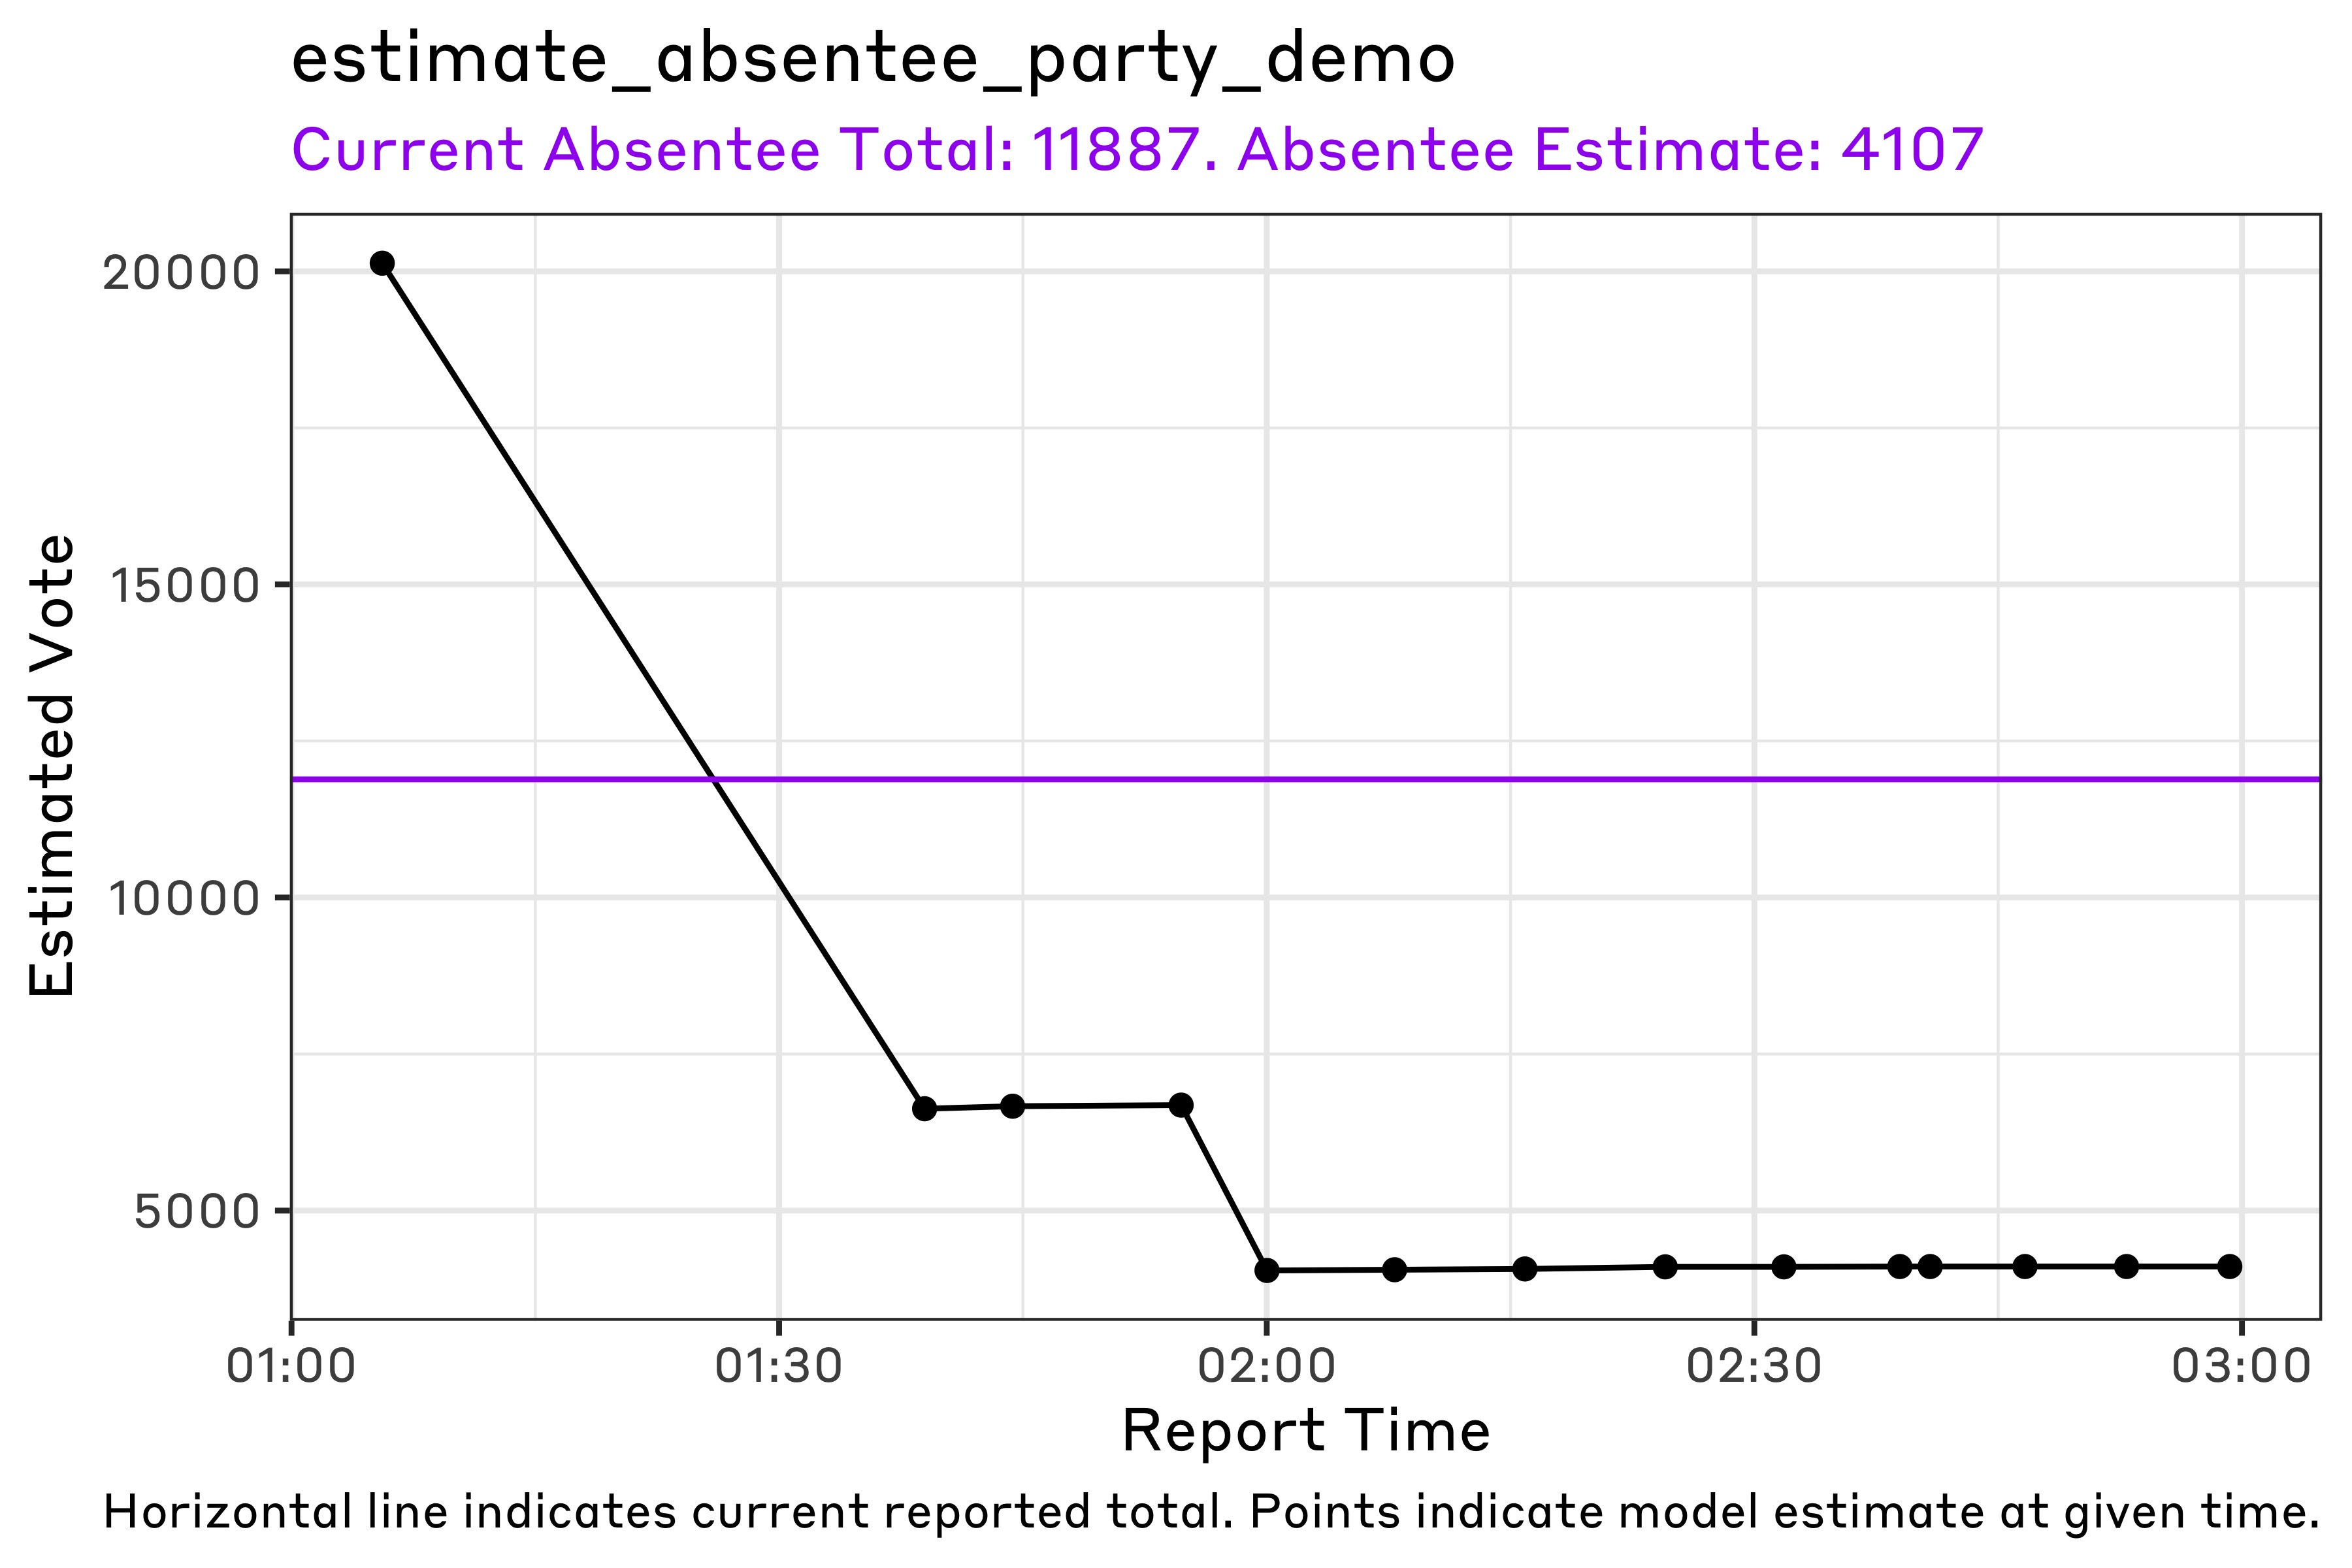 estimate_absentee_party_demo
Current Absentee Total: 11887. Absentee Estimate: 4107
Estimated Vote
20000
15000
10000
5000
01:00 01:30 02:00 02:30 03:00
Report Time
Horizontal line indicates current reported total. Points indicate model estimate at given time.